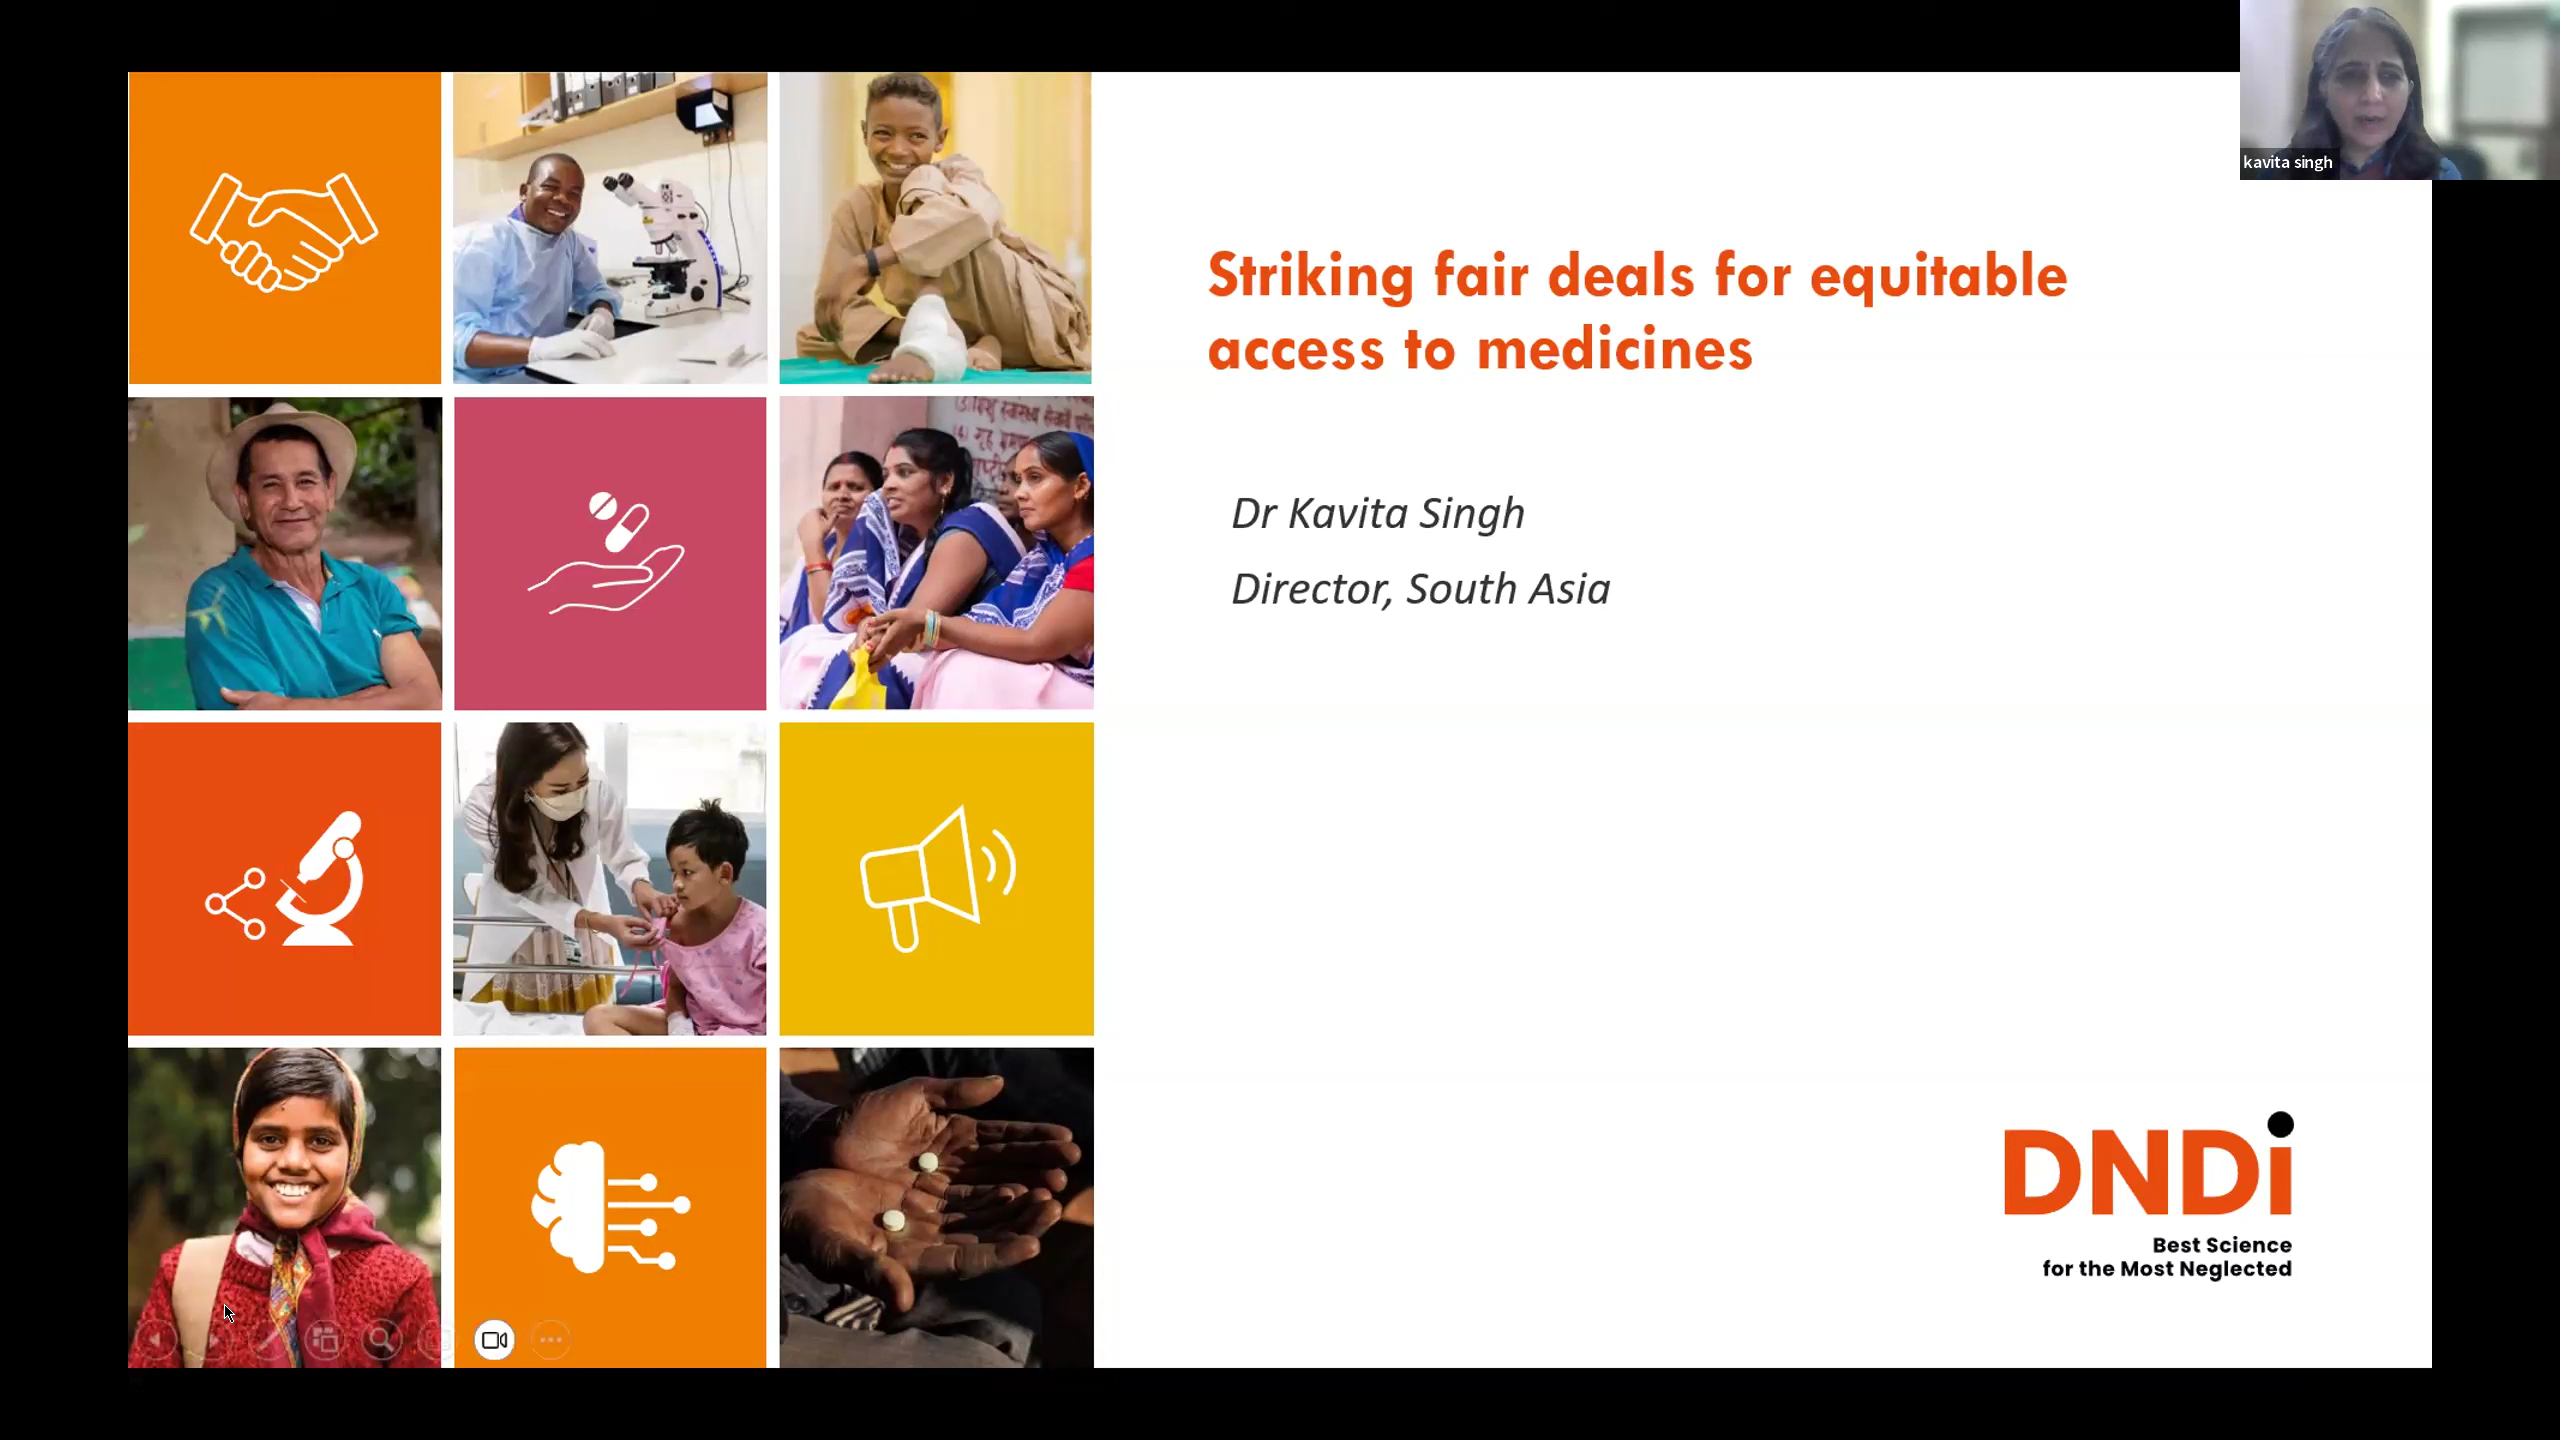 kavita singh
Striking fair deals for equitable
access to medicines
Dr Kavita Singh
Director, South Asia
DNDi
Best Science
for the Most Neglected